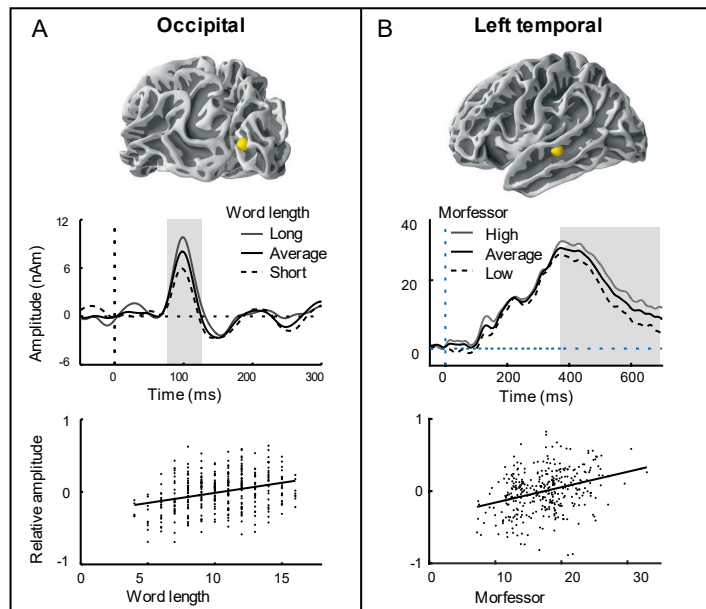 A
Occipital
Word length
Long
Average
Short
12
6
0
-6
Amplitude (nAm)
0
100
200
300
Time (ms)
1
0
-1
Relative amplitude
0
5
10
15
Word length
B
Left temporal
Morfessor
High
Average
Low
40
20
0
0
200
400
600
Time (ms)
1
0
-1
0
10
20
30
Morfessor